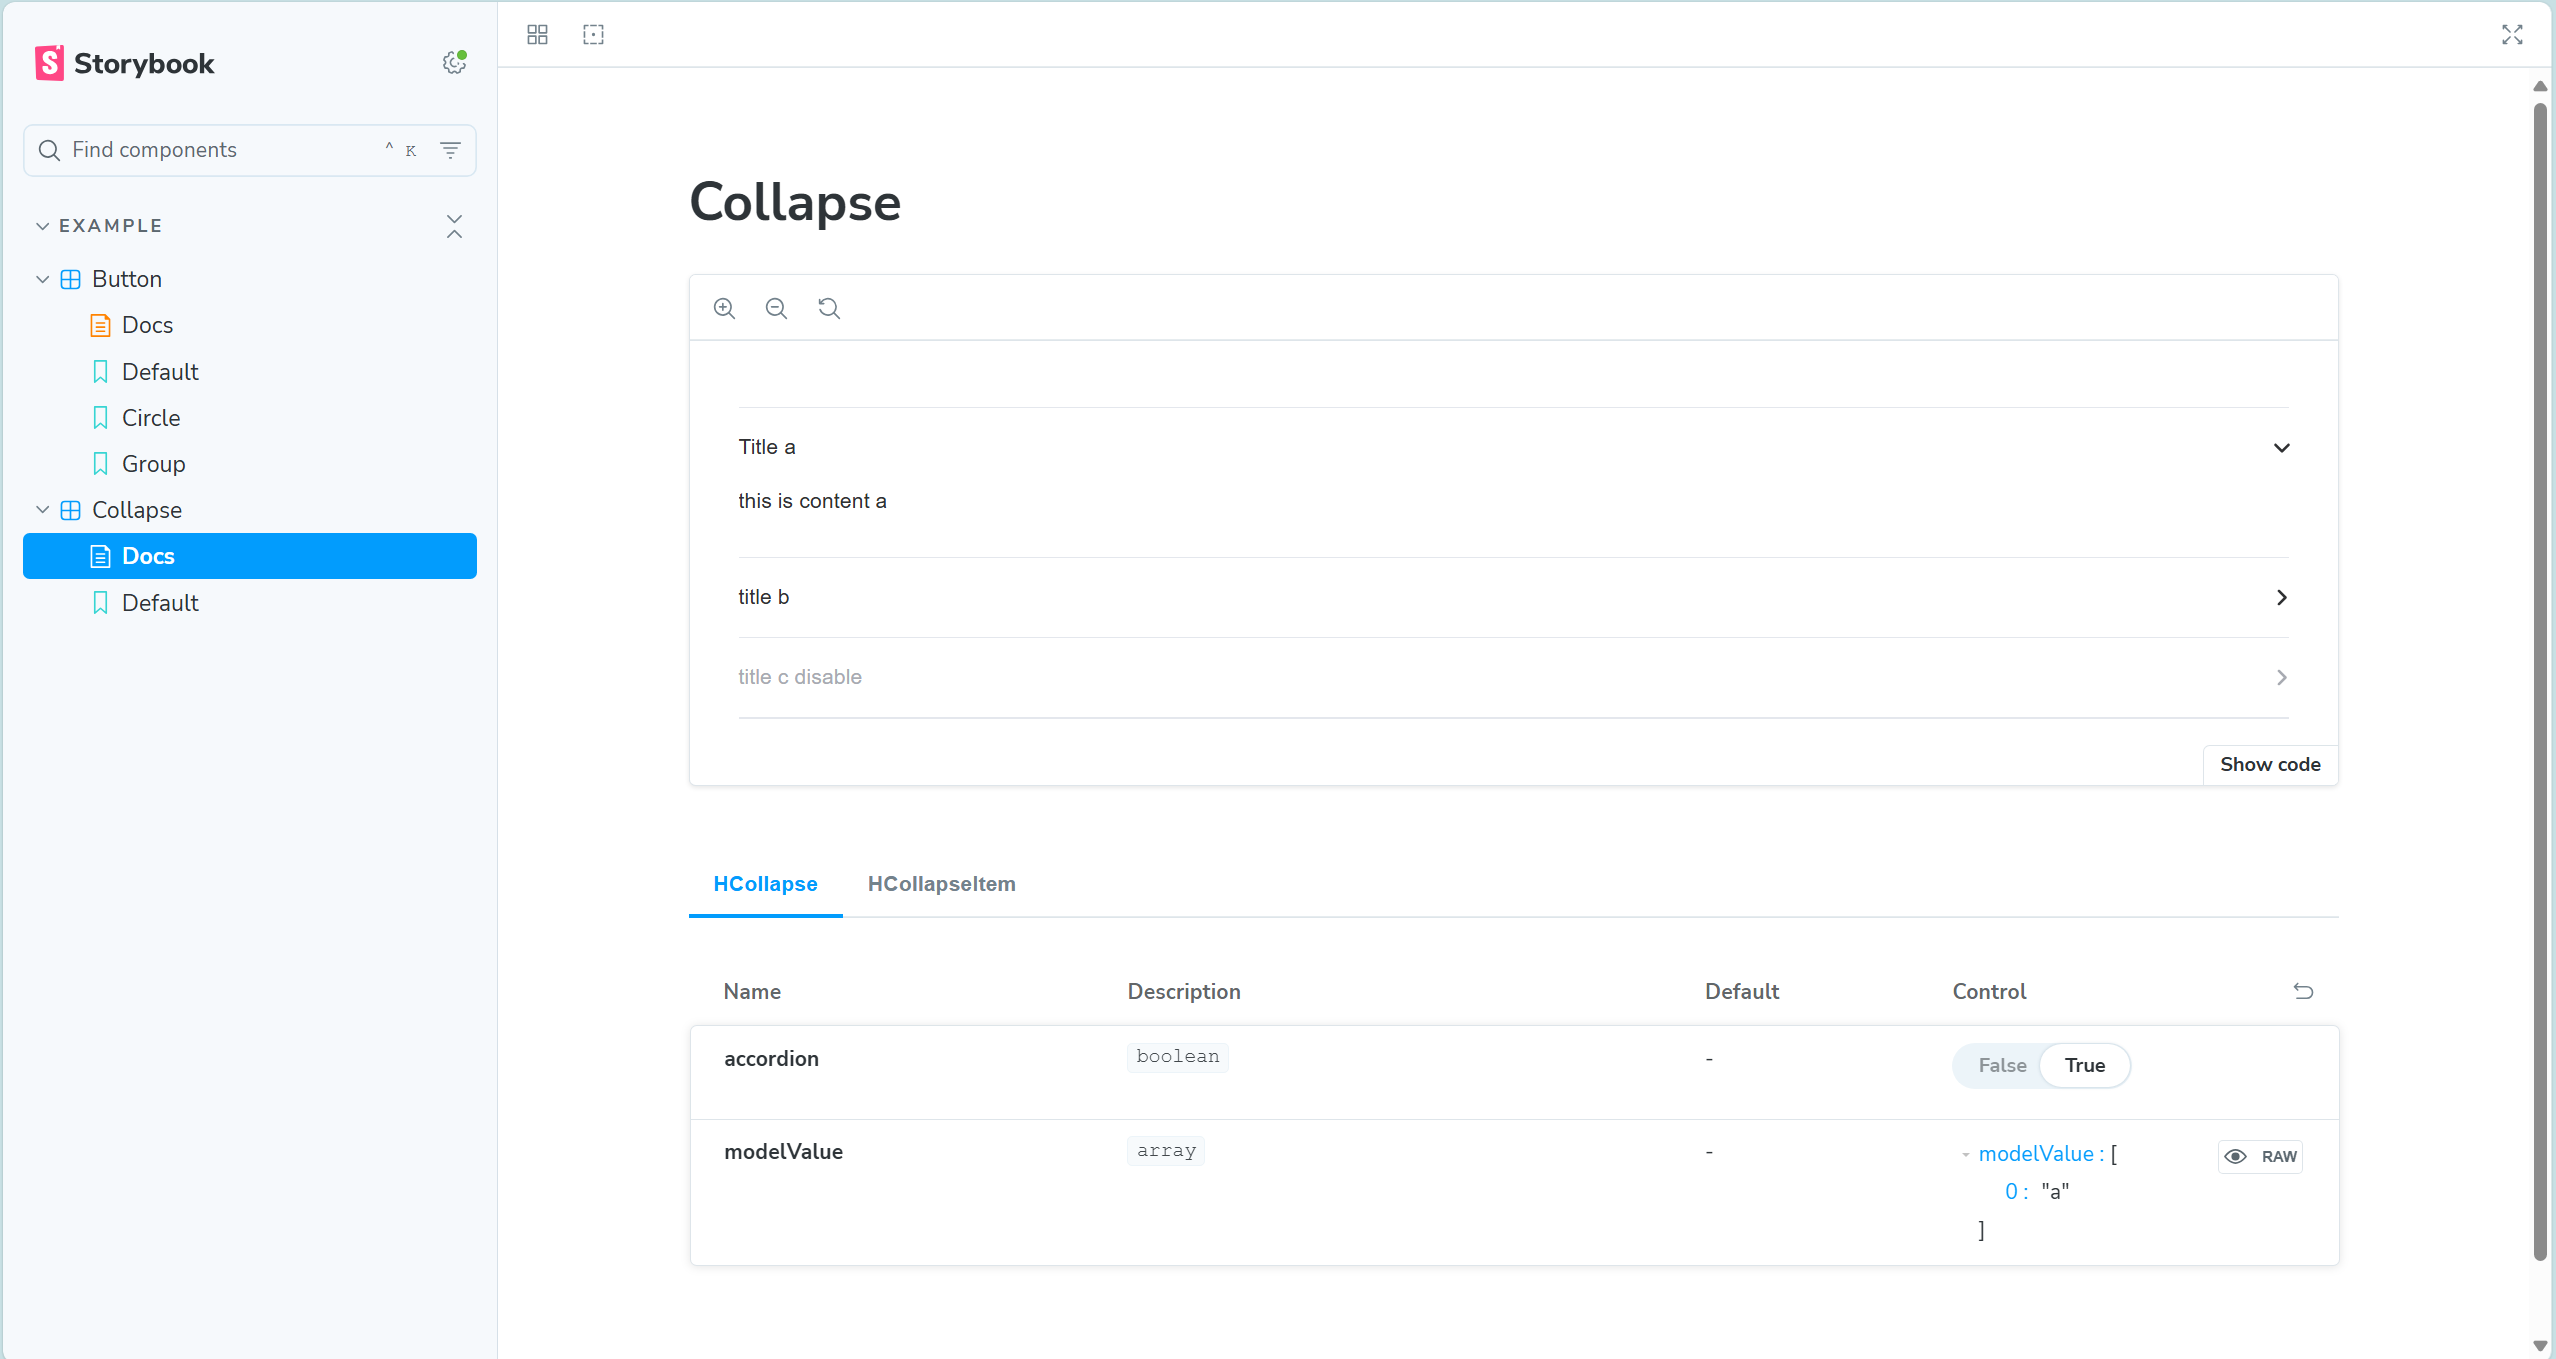 Storybook
Find components ^ K
EXAMPLE
Button
Docs
Default
Circle
Group
Collapse
Docs
Default
Collapse
Title a
this is content a
title b
title c disable
Show code
HCollapse HCollapseItem
Name Description Default Control
accordion boolean - False True
modelValue array - modelValue : [ RAW
0 : "a"
]